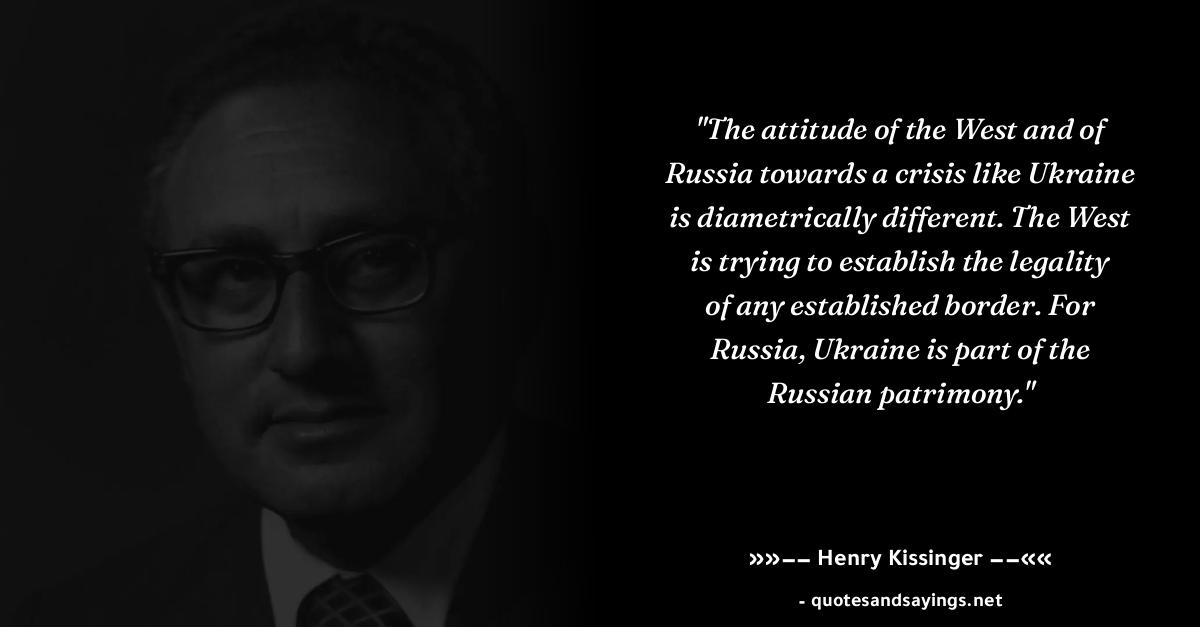 "The attitude of the West and of
Russia towards a crisis like Ukraine
is diametrically different. The West
is trying to establish the legality
of any established border. For
Russia, Ukraine is part of the
Russian patrimony."
»»−− Henry Kissinger −−««
- quotesandsayings.net